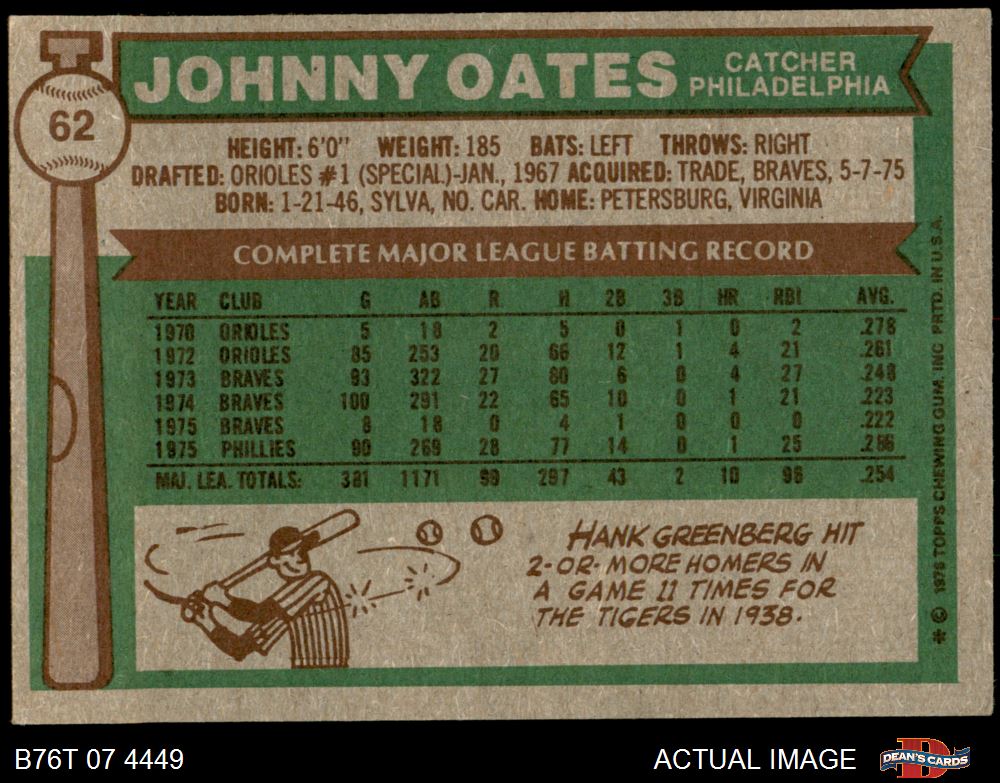 62
JOHNNY OATES
CATCHER
PHILADELPHIA
HEIGHT: 6'0" WEIGHT: 185 BATS: LEFT THROWS: RIGHT
DRAFTED: ORIOLES #1 (SPECIAL)-JAN., 1967 ACQUIRED: TRADE, BRAVES, 5-7-75
BORN: 1-21-46, SYLVA, NO. CAR. HOME: PETERSBURG, VIRGINIA
COMPLETE MAJOR LEAGUE BATTING RECORD
YEAR CLUB G AB R H 2B 3B HR RBI AVG.
1970 ORIOLES 5 18 2 5 0 1 0 2 .278
1972 ORIOLES 85 253 20 66 12 1 4 21 .261
1973 BRAVES 93 322 27 80 6 0 4 27 .248
1974 BRAVES 100 291 22 65 10 0 1 21 .223
1975 BRAVES 8 18 0 4 1 0 0 0 .222
1975 PHILLIES 90 269 28 77 14 0 1 25 .286
MAJ. LEA. TOTALS: 381 1171 99 297 43 2 10 96 .254
HANK GREENBERG HIT
2-OR-MORE HOMERS IN
A GAME 11 TIMES FOR
THE TIGERS IN 1938.
* © 1976 TOPPS CHEWING GUM, INC PRTD. IN U.S.A.
B76T 07 4449
ACTUAL IMAGE
D
DEAN'S CARDS